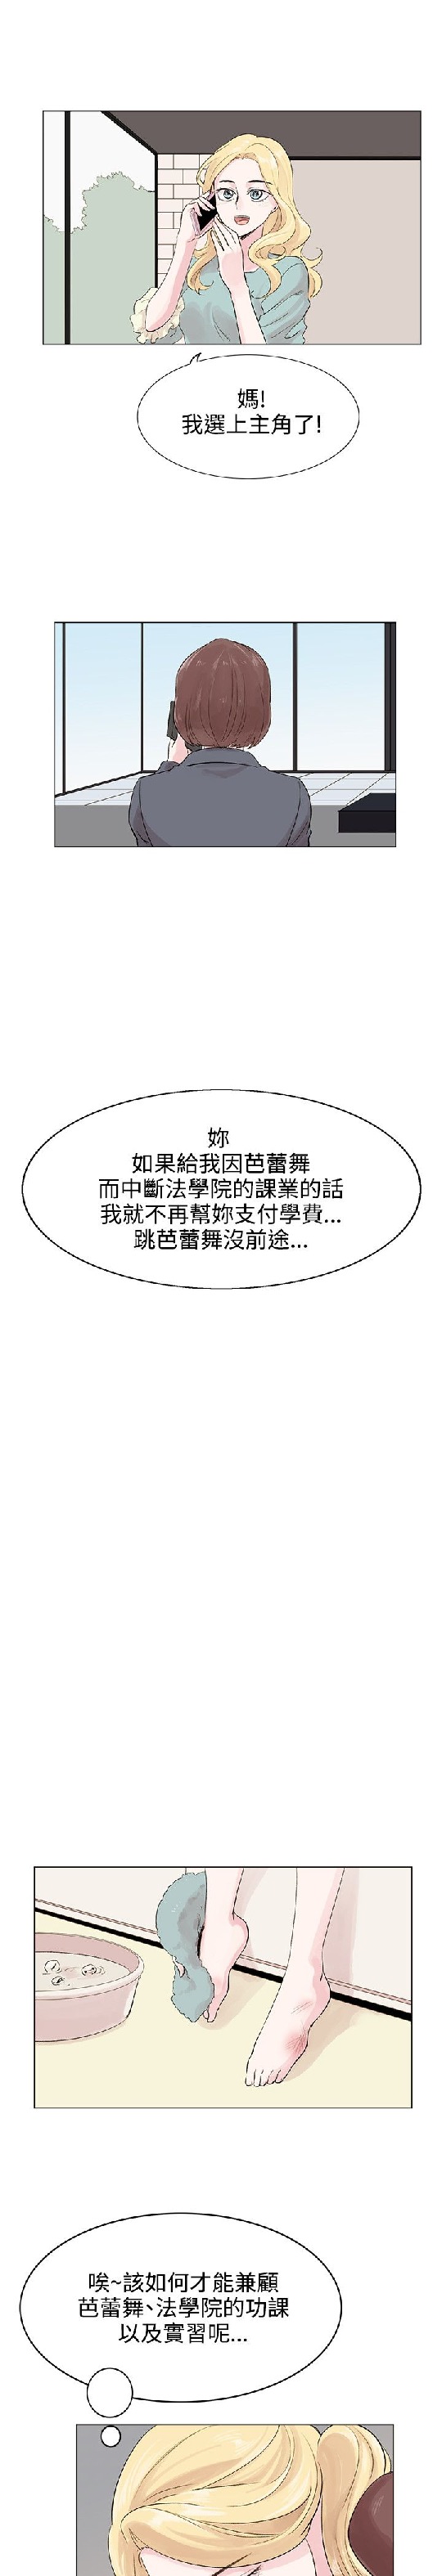 媽!
我選上主角了!
妳
如果給我因芭蕾舞
而中斷法學院的課業的話
我就不再幫妳支付學費...
跳芭蕾舞沒前途...
唉~該如何才能兼顧
芭蕾舞、法學院的功課
以及實習呢...